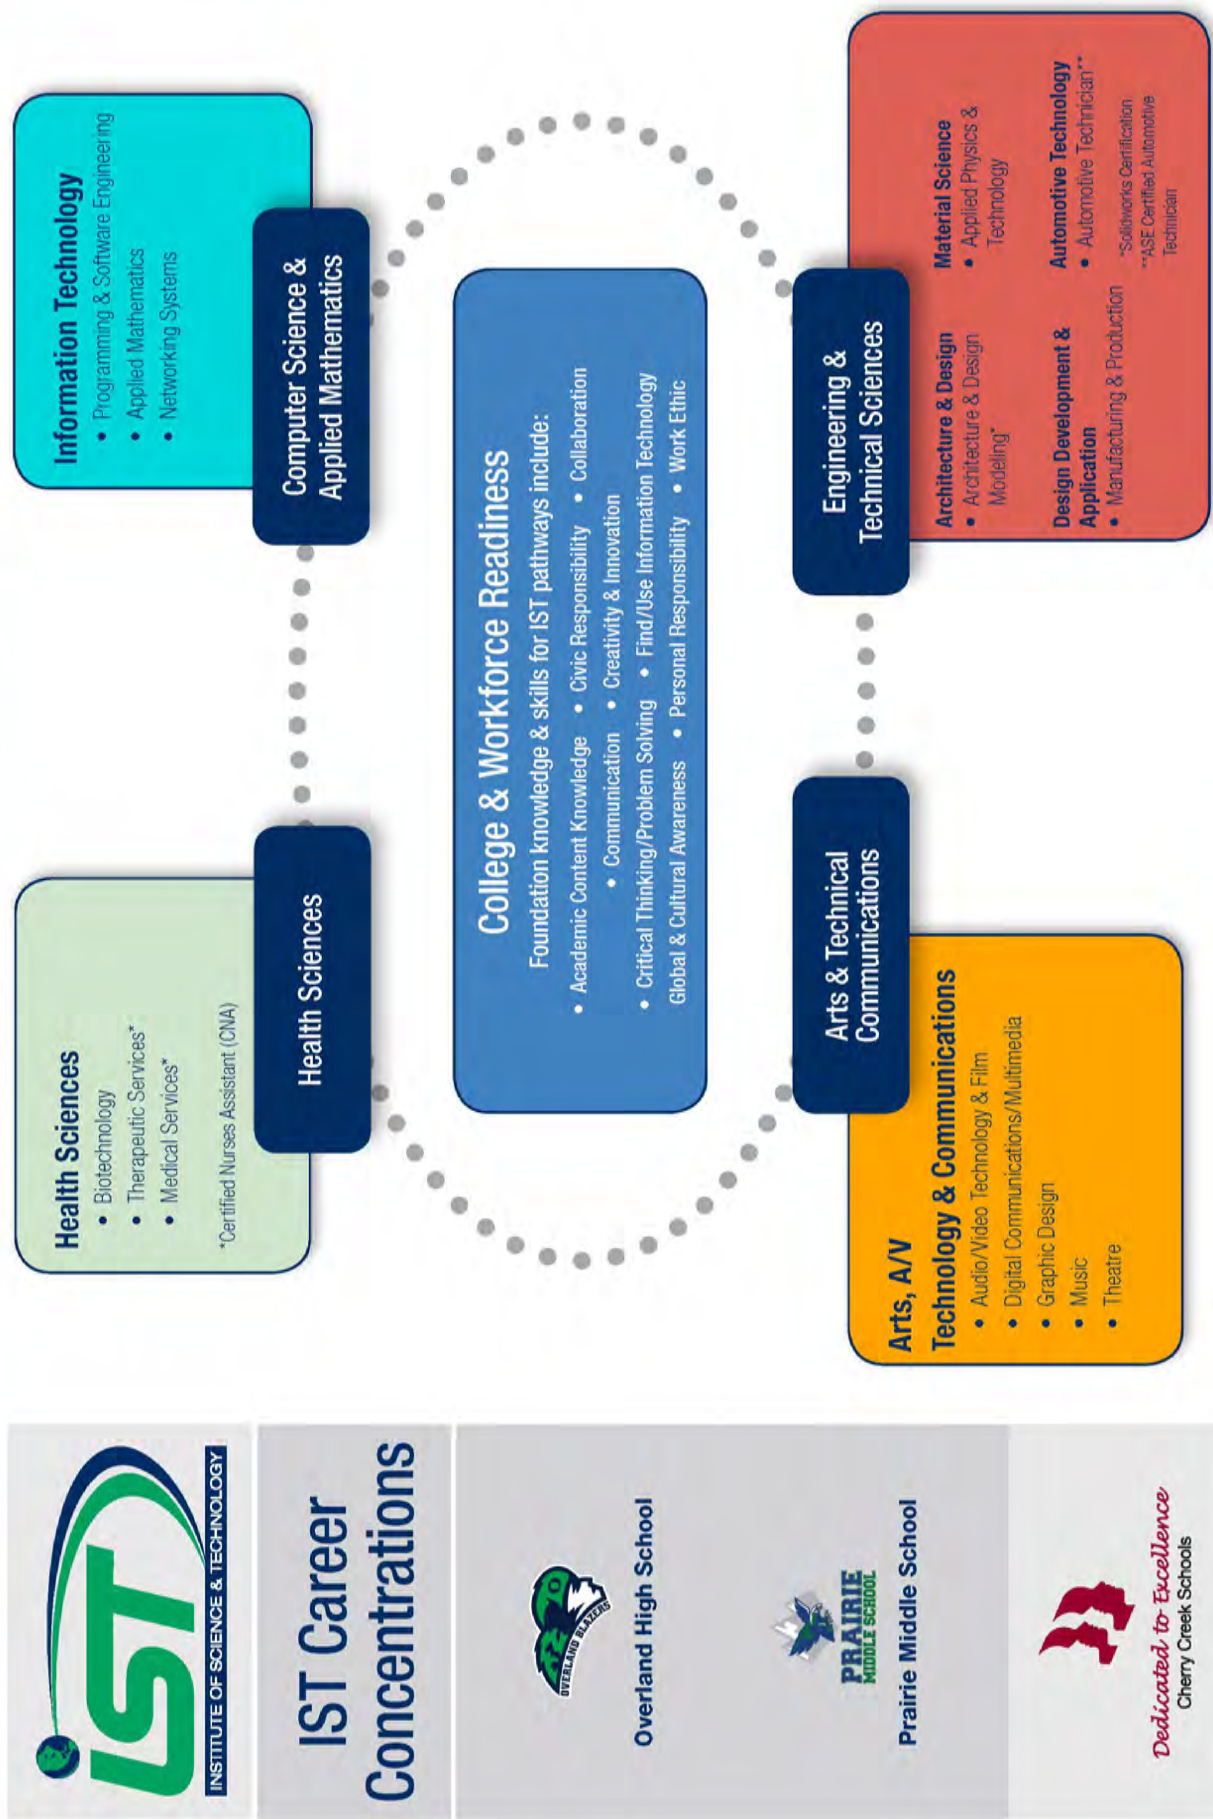 iST
INSTITUTE OF SCIENCE & TECHNOLOGY
IST Career
Concentrations
OVERLAND BLAZERS
Overland High School
PRAIRIE
MIDDLE SCHOOL
Prairie Middle School
Dedicated to Excellence
Cherry Creek Schools
Health Sciences
• Biotechnology
• Therapeutic Services*
• Medical Services*
*Certified Nurses Assistant (CNA)
Health Sciences
Information Technology
• Programming & Software Engineering
• Applied Mathematics
• Networking Systems
Computer Science &
Applied Mathematics
College & Workforce Readiness
Foundation knowledge & skills for IST pathways include:
• Academic Content Knowledge • Civic Responsibility • Collaboration
• Communication • Creativity & Innovation
• Critical Thinking/Problem Solving • Find/Use Information Technology
Global & Cultural Awareness • Personal Responsibility • Work Ethic
Arts & Technical
Communications
Arts, A/V
Technology & Communications
• Audio/Video Technology & Film
• Digital Communications/Multimedia
• Graphic Design
• Music
• Theatre
Engineering &
Technical Sciences
Architecture & Design
• Architecture & Design
Modeling*
Design Development &
Application
• Manufacturing & Production
Material Science
• Applied Physics &
Technology
Automotive Technology
• Automotive Technician**
*Solidworks Certification
**ASE Certified Automotive
Technician